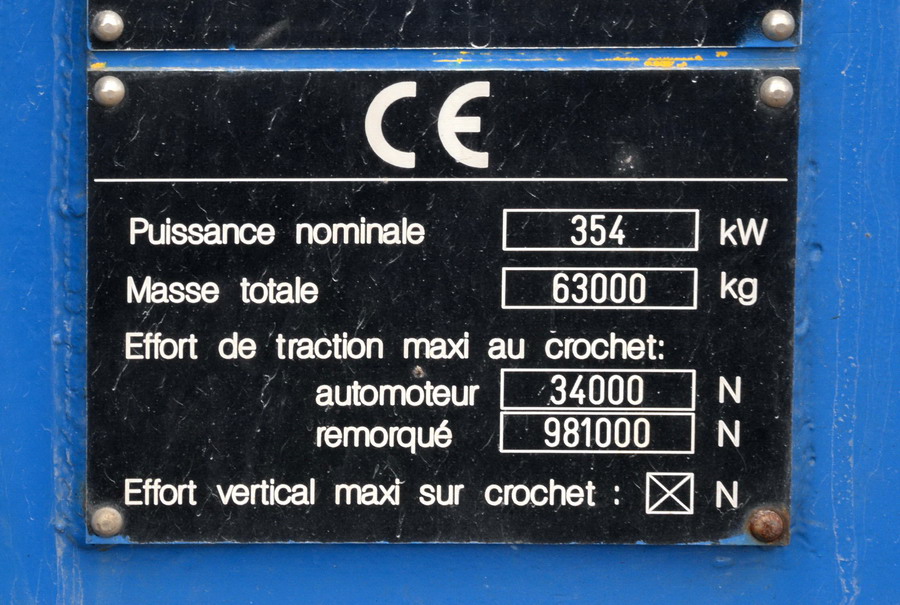 CE
Puissance nominale 354 kW
Masse totale 63000 kg
Effort de traction maxi au crochet:
automoteur 34000 N
remorqué 981000 N
Effort vertical maxi sur crochet : ☒ N